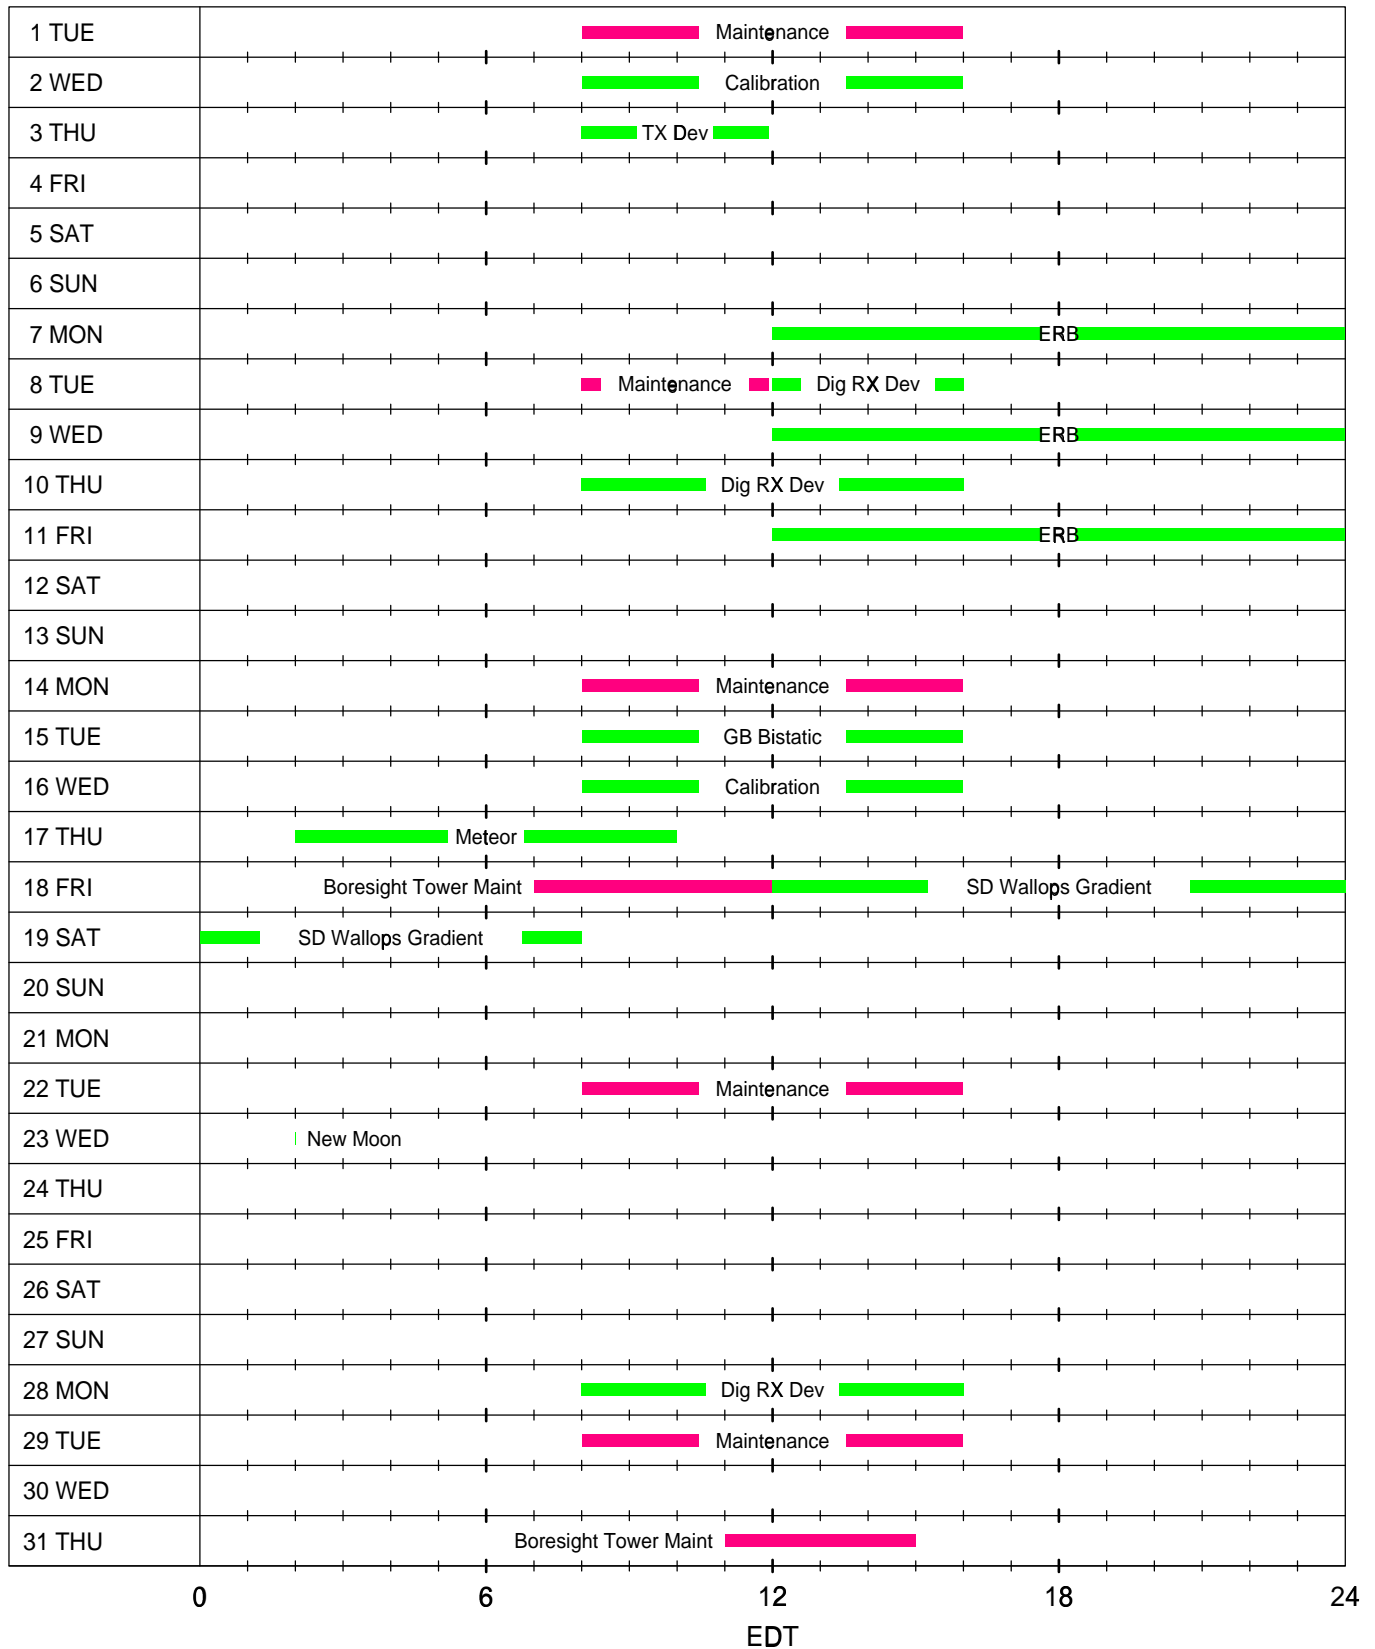 1 TUE Maintenance
2 WED Calibration
3 THU TX Dev
4 FRI
5 SAT
6 SUN
7 MON ERB
8 TUE Maintenance Dig RX Dev
9 WED ERB
10 THU Dig RX Dev
11 FRI ERB
12 SAT
13 SUN
14 MON Maintenance
15 TUE GB Bistatic
16 WED Calibration
17 THU Meteor
18 FRI Boresight Tower Maint SD Wallops Gradient
19 SAT SD Wallops Gradient
20 SUN
21 MON
22 TUE Maintenance
23 WED New Moon
24 THU
25 FRI
26 SAT
27 SUN
28 MON Dig RX Dev
29 TUE Maintenance
30 WED
31 THU Boresight Tower Maint
0 6 12 18 24
EDT